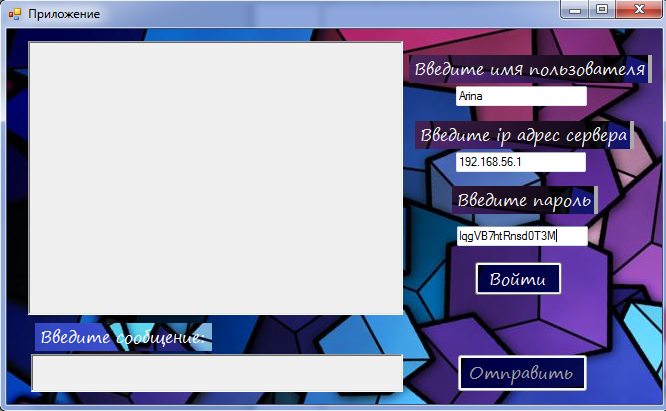 Приложение
Введите имя пользователя
Arina
Введите ip адрес сервера
192.168.56.1
Введите пароль
IqgVB7htRnsd0T3M
Войти
Введите сообщение:
Отправить